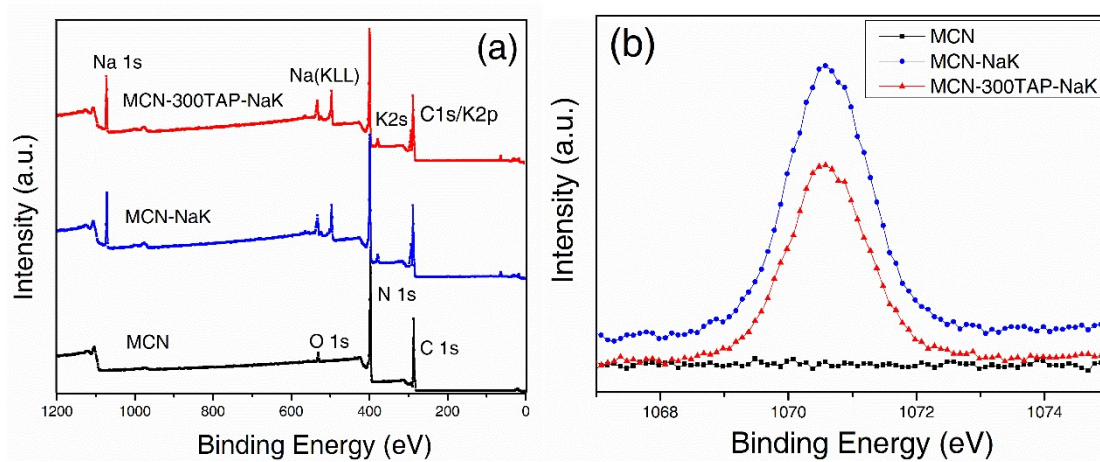 (a)
Na 1s
Na(KLL)
MCN-300TAP-NaK
K2s
C1s/K2p
MCN-NaK
N 1s
MCN
O 1s
C 1s
Intensity (a.u.)
1200 1000 800 600 400 200 0
Binding Energy (eV)
(b)
MCN
MCN-NaK
MCN-300TAP-NaK
Intensity (a.u.)
1068 1070 1072 1074
Binding Energy (eV)